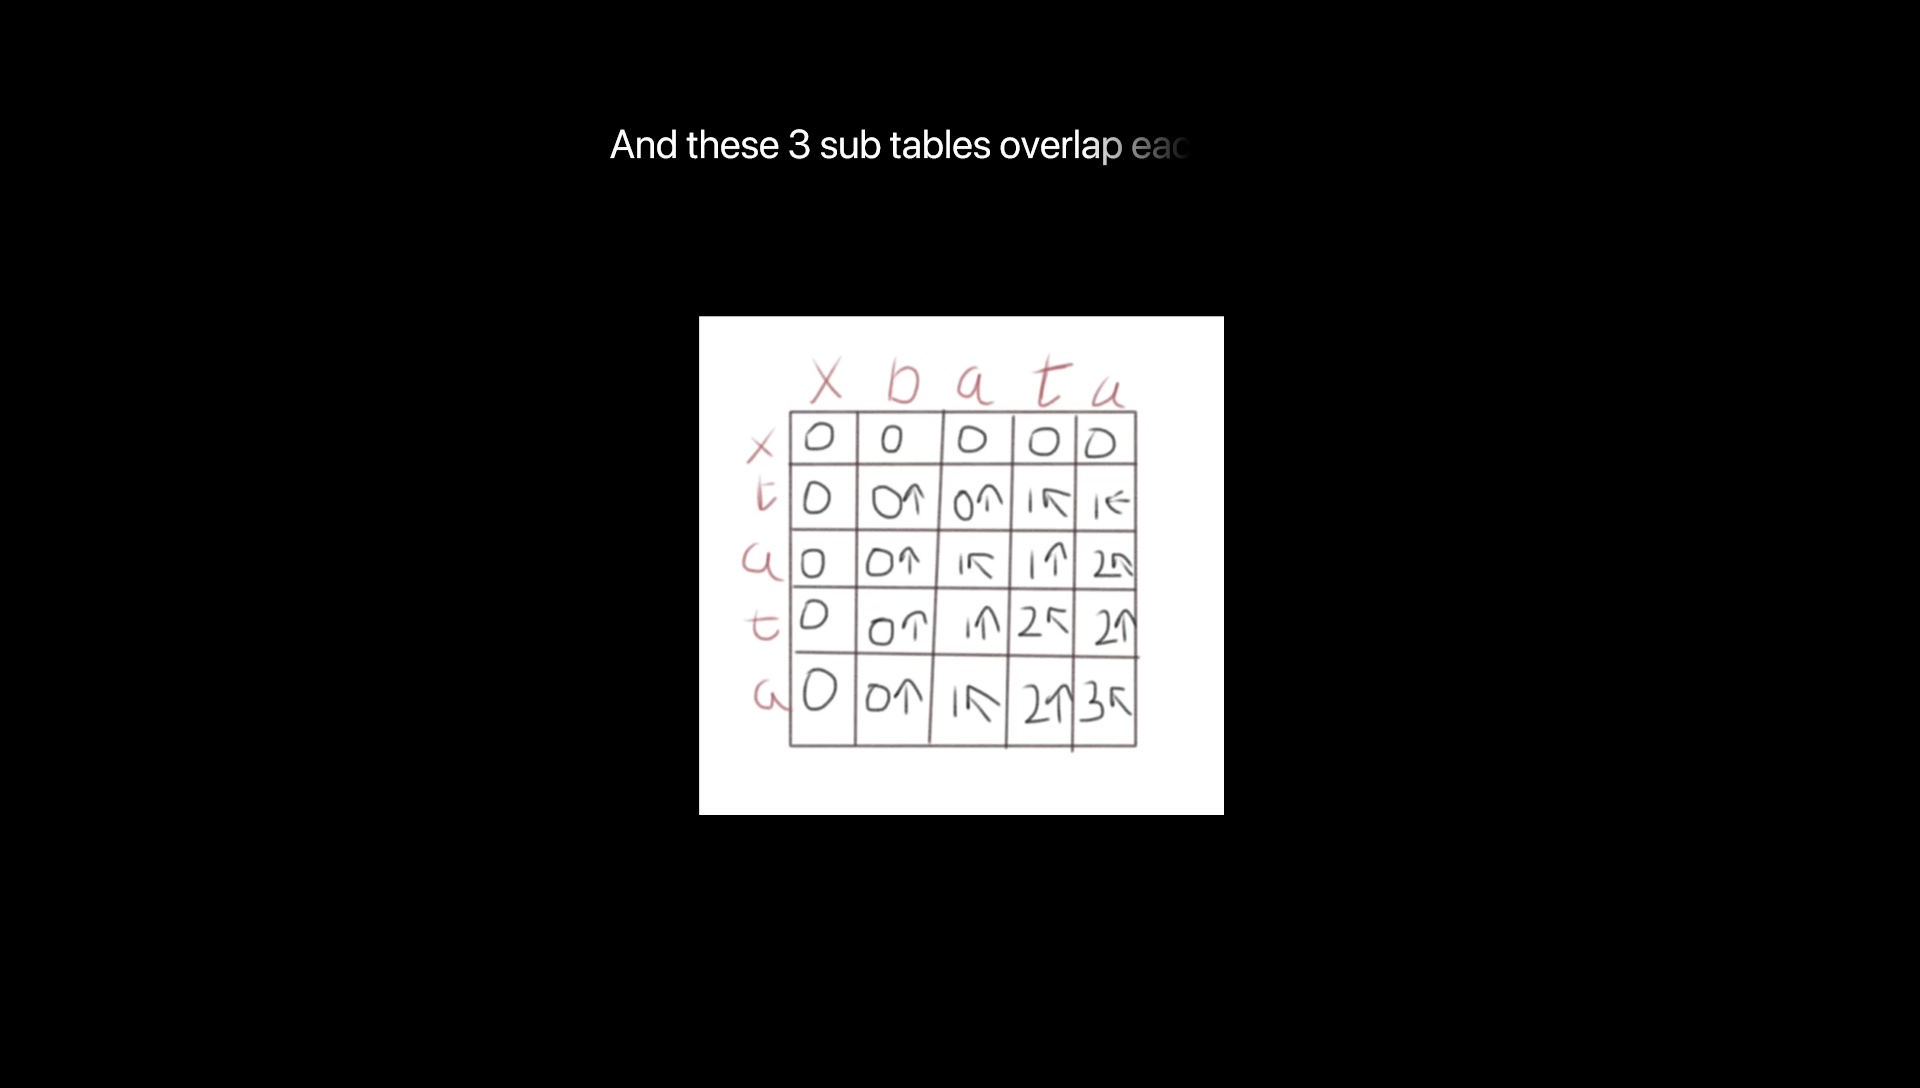 And these 3 sub tables overlap eac
x b a t a
x 0 0 0 0 0
t 0 0↑ 0↑ 1↖ 1←
a 0 0↑ 1↖ 1↑ 2↖
t 0 0↑ 1↑ 2↖ 2↑
a 0 0↑ 1↖ 2↑ 3↖